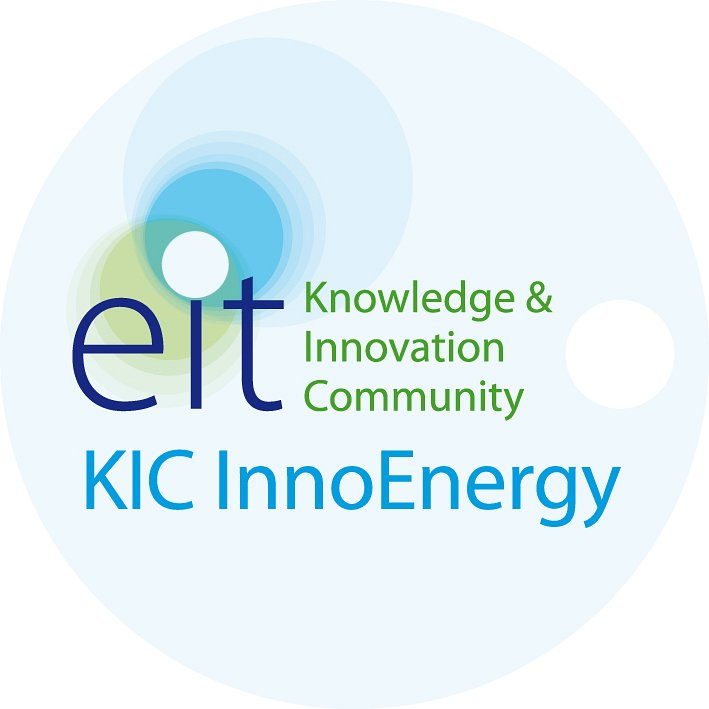 eit
Knowledge &
Innovation
Community
KIC InnoEnergy